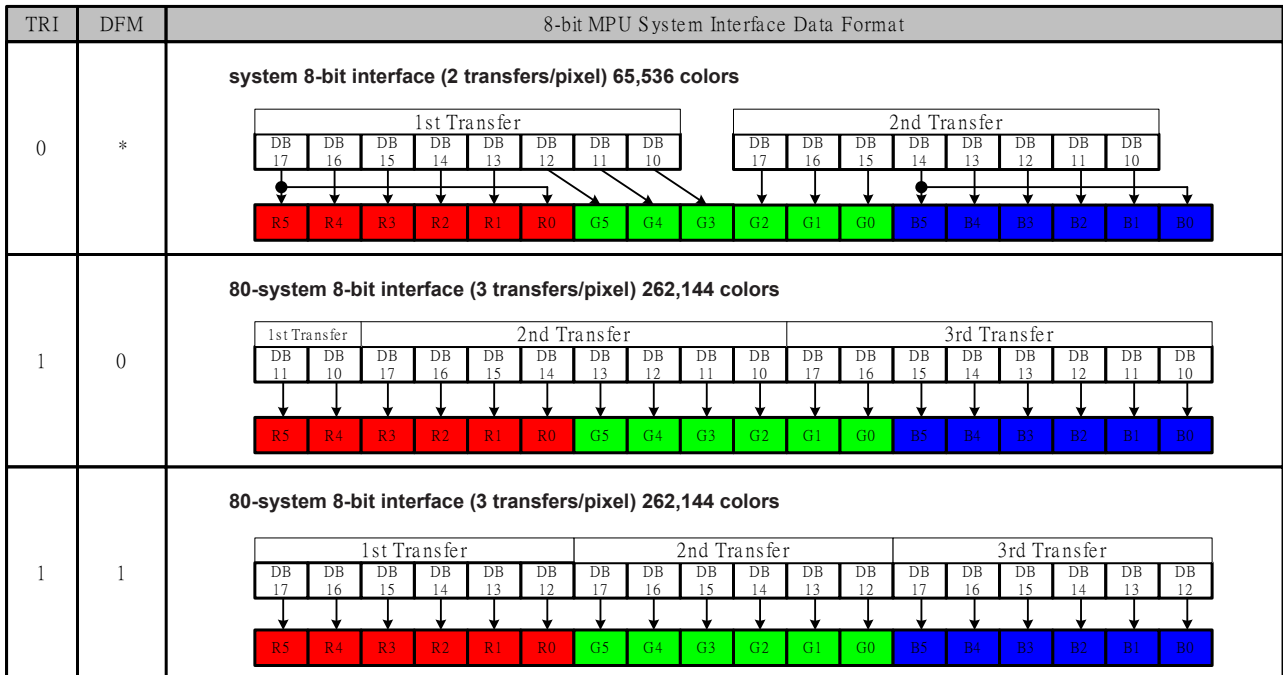 TRI DFM 8-bit MPU System Interface Data Format
0 *
system 8-bit interface (2 transfers/pixel) 65,536 colors
1st Transfer 2nd Transfer
DB DB DB DB DB DB DB DB DB DB DB DB DB DB DB DB
17 16 15 14 13 12 11 10 17 16 15 14 13 12 11 10
R5 R4 R3 R2 R1 R0 G5 G4 G3 G2 G1 G0 B5 B4 B3 B2 B1 B0
1 0
80-system 8-bit interface (3 transfers/pixel) 262,144 colors
1st Transfer 2nd Transfer 3rd Transfer
DB DB DB DB DB DB DB DB DB DB DB DB DB DB DB DB DB DB
11 10 17 16 15 14 13 12 11 10 17 16 15 14 13 12 11 10
R5 R4 R3 R2 R1 R0 G5 G4 G3 G2 G1 G0 B5 B4 B3 B2 B1 B0
1 1
80-system 8-bit interface (3 transfers/pixel) 262,144 colors
1st Transfer 2nd Transfer 3rd Transfer
DB DB DB DB DB DB DB DB DB DB DB DB DB DB DB DB DB DB
17 16 15 14 13 12 17 16 15 14 13 12 17 16 15 14 13 12
R5 R4 R3 R2 R1 R0 G5 G4 G3 G2 G1 G0 B5 B4 B3 B2 B1 B0